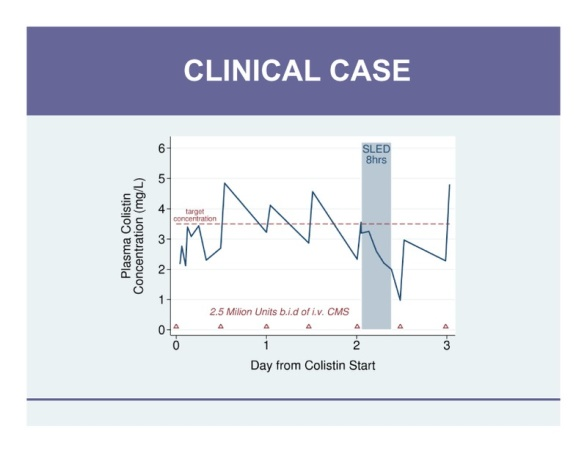 CLINICAL CASE
6
5
4
3
2
1
0
Plasma Colistin
Concentration (mg/L)
SLED
8hrs
target
concentration
2.5 Milion Units b.i.d of i.v. CMS
0
1
2
3
Day from Colistin Start